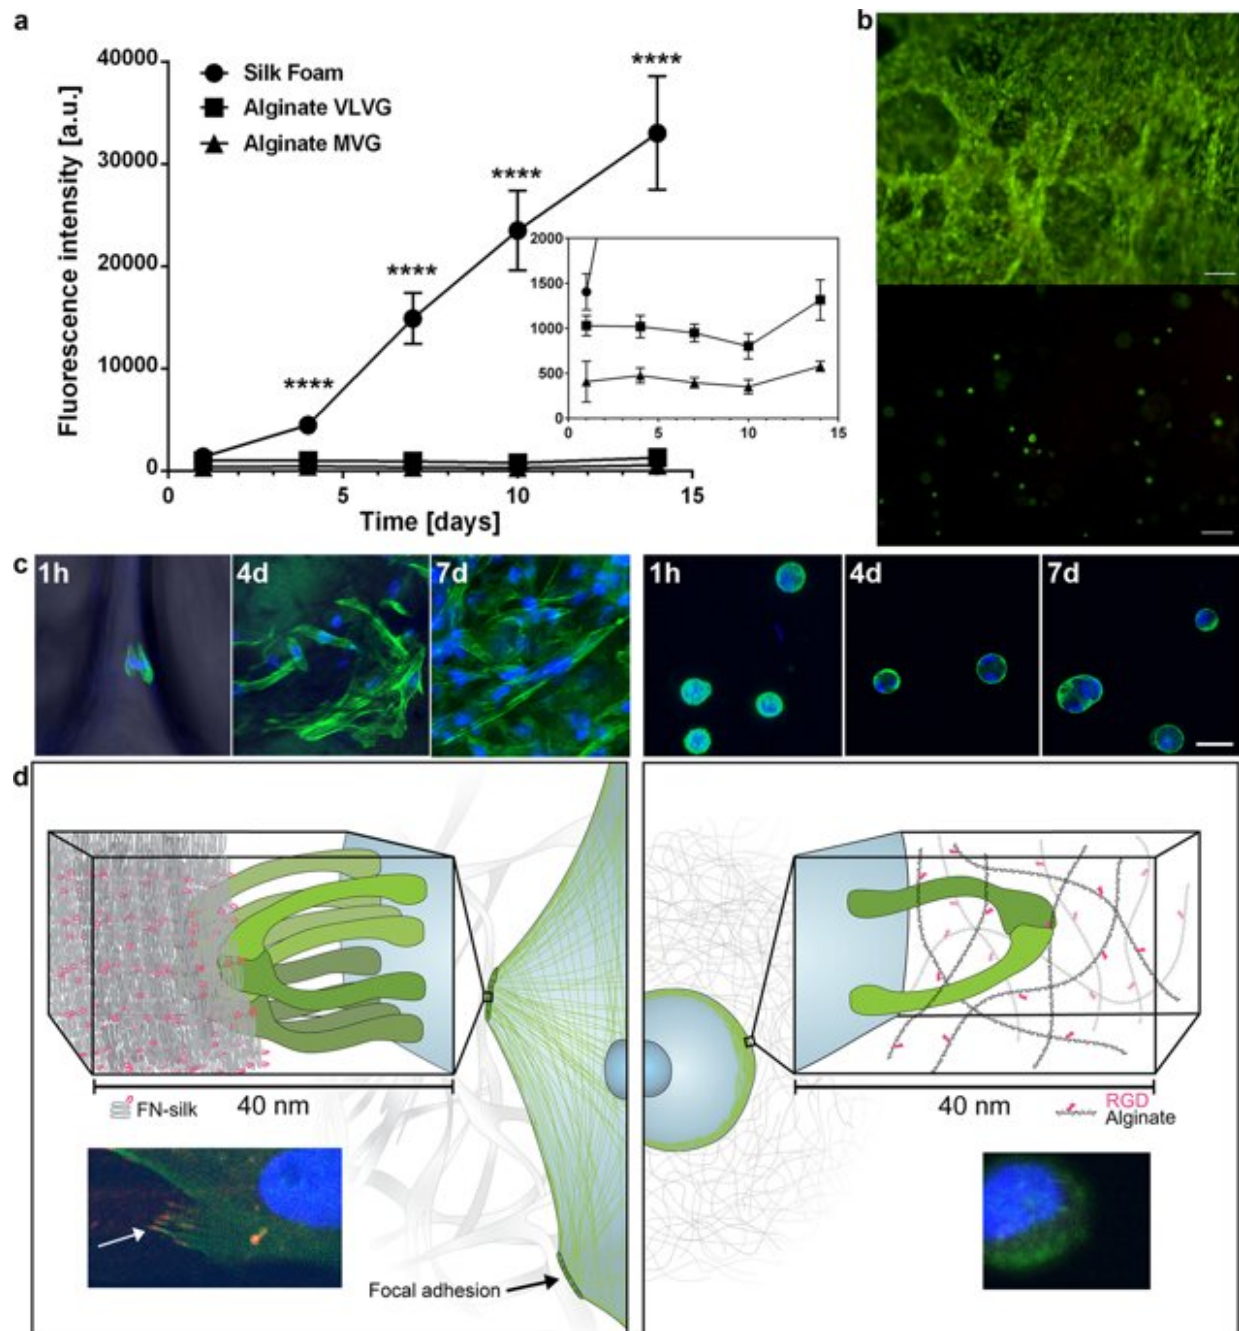 a
Fluorescence intensity [a.u.]
40000
30000
20000
10000
0
Silk Foam
Alginate VLVG
Alginate MVG
****
****
****
****
0
5
10
15
Time [days]
2000
1500
1000
500
0
0
5
10
15
b
c
1h
4d
7d
1h
4d
7d
d
40 nm
FN-silk
Focal adhesion
40 nm
RGD
Alginate